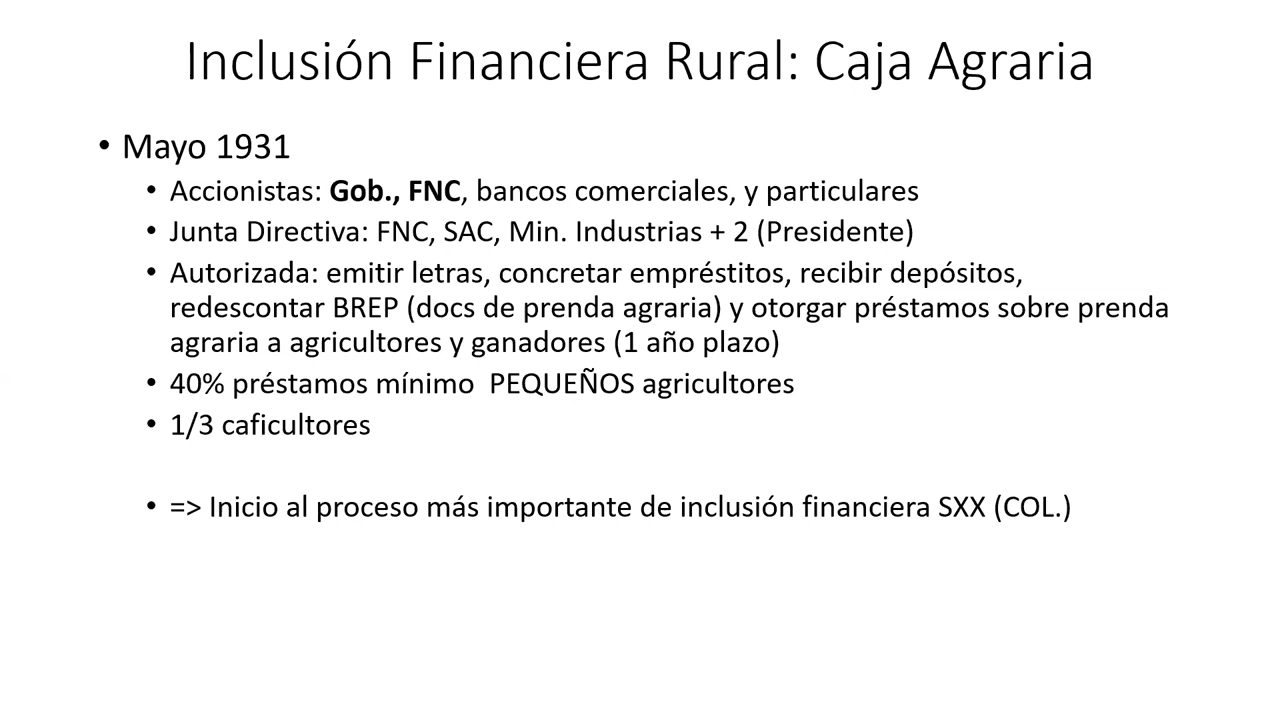 Inclusión Financiera Rural: Caja Agraria
• Mayo 1931
• Accionistas: Gob., FNC, bancos comerciales, y particulares
• Junta Directiva: FNC, SAC, Min. Industrias + 2 (Presidente)
• Autorizada: emitir letras, concretar empréstitos, recibir depósitos,
redescontar BREP (docs de prenda agraria) y otorgar préstamos sobre prenda
agraria a agricultores y ganadores (1 año plazo)
• 40% préstamos mínimo  PEQUEÑOS agricultores
• 1/3 caficultores
• => Inicio al proceso más importante de inclusión financiera SXX (COL.)